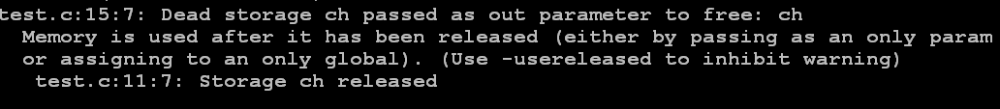 test.c:15:7: Dead storage ch passed as out parameter to free: ch
Memory is used after it has been released (either by passing as an only param
or assigning to an only global). (Use -usereleased to inhibit warning)
test.c:11:7: Storage ch released